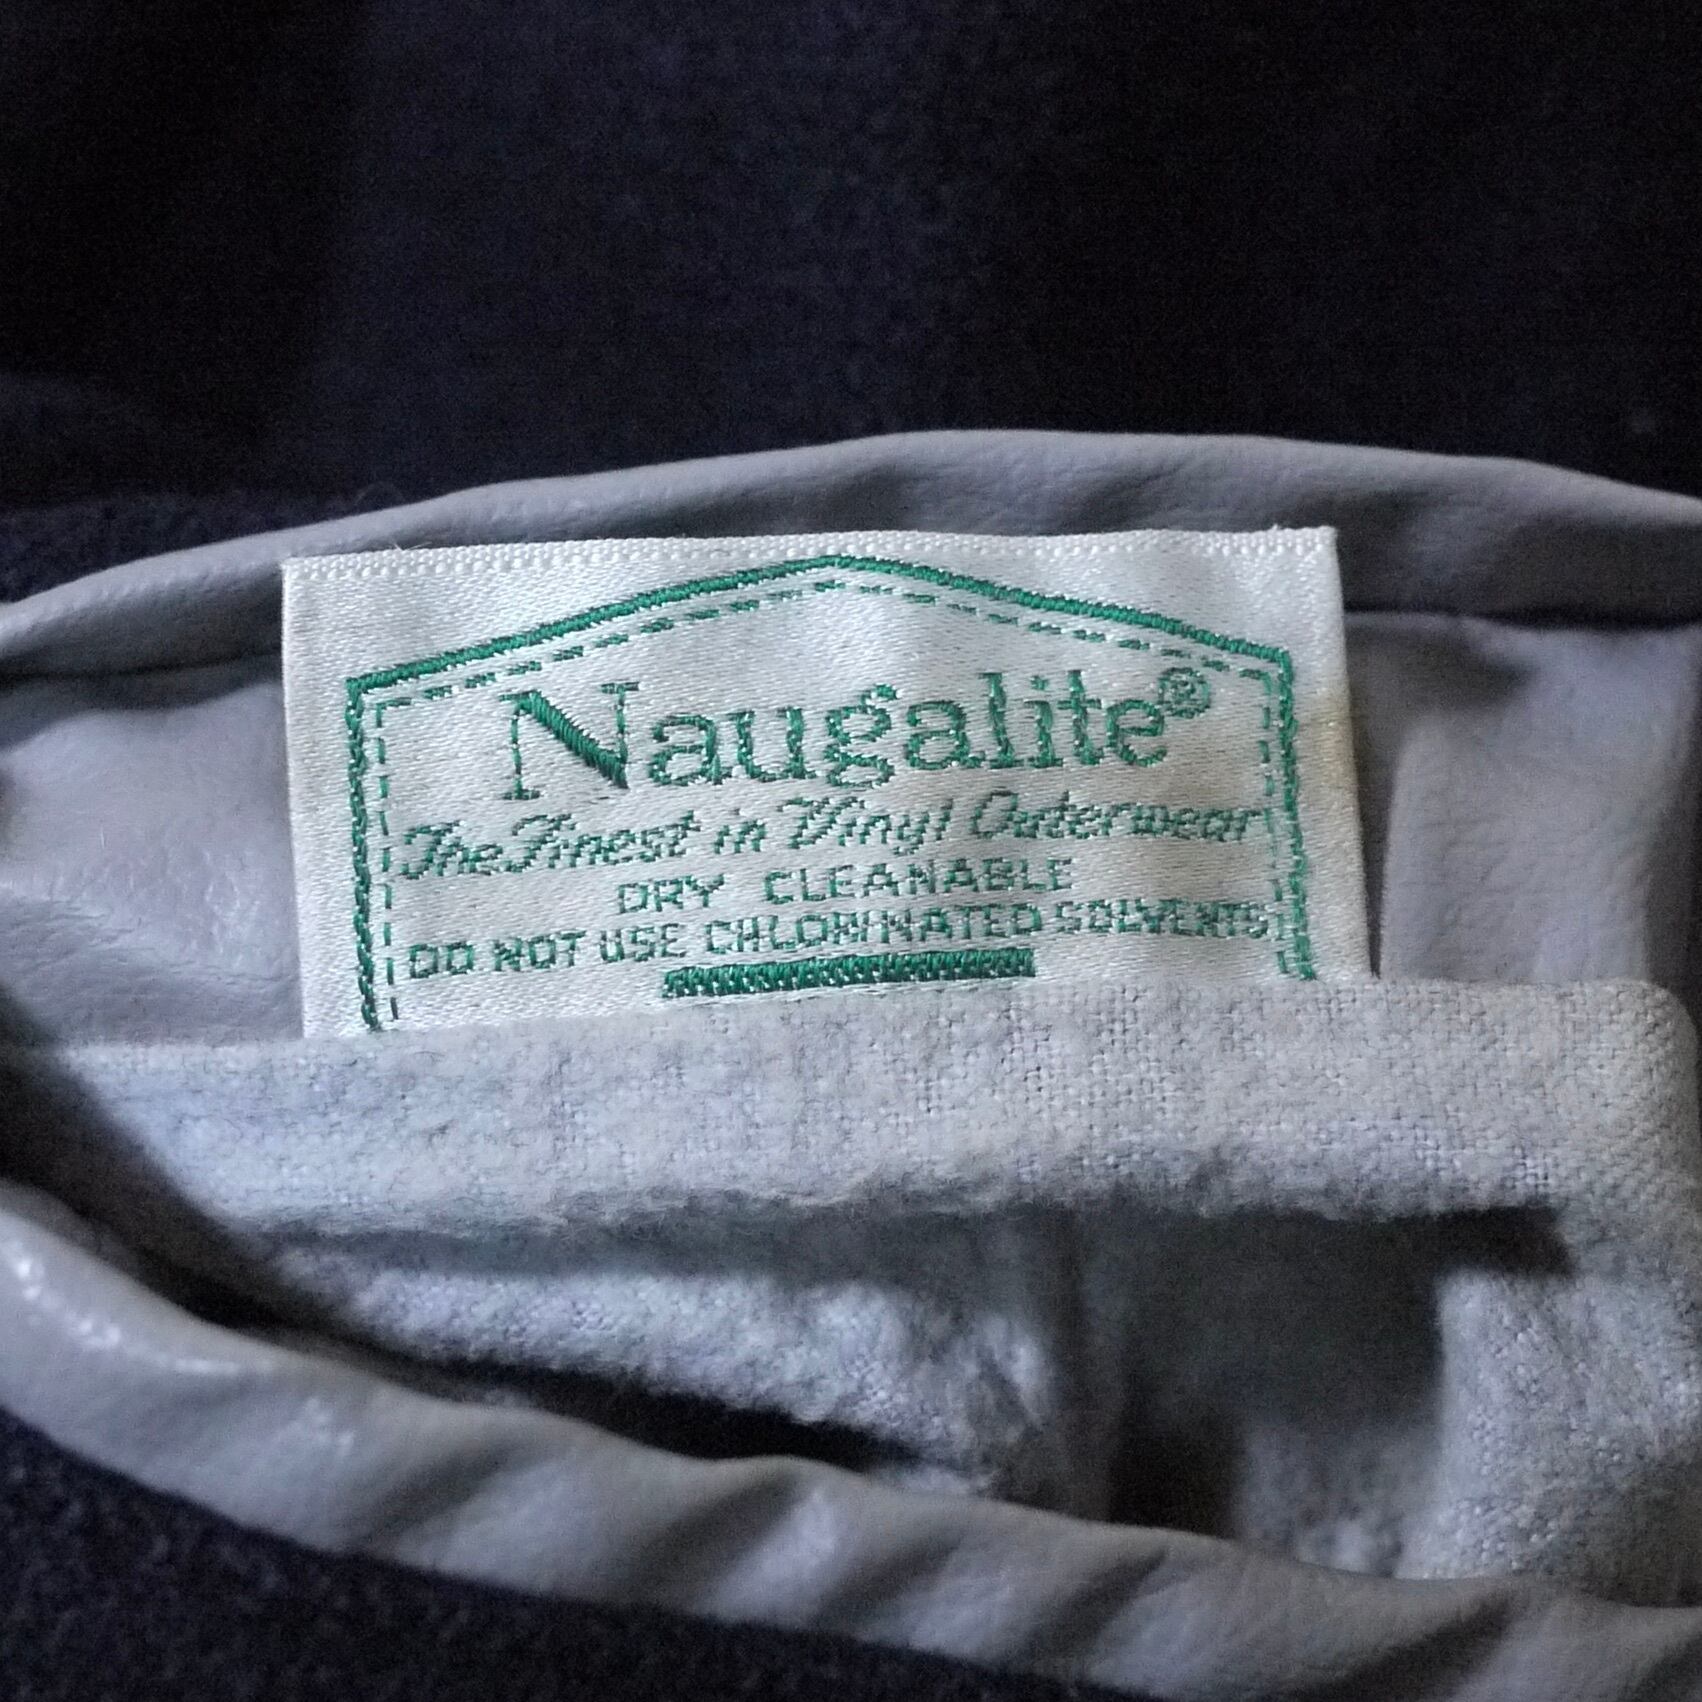 Naugalite®
The Finest in Vinyl Outerwear
DRY CLEANABLE
DO NOT USE CHLORINATED SOLVENTS